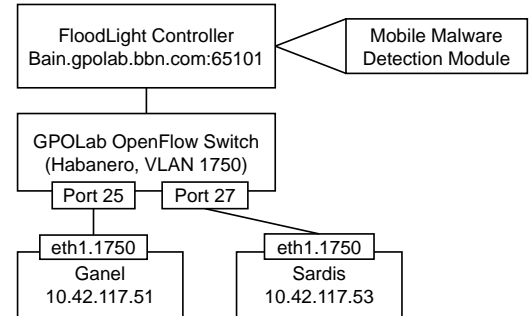 FloodLight Controller
Bain.gpolab.bbn.com:65101
Mobile Malware
Detection Module
GPOLab OpenFlow Switch
(Habanero, VLAN 1750)
Port 25
Port 27
eth1.1750
Ganel
10.42.117.51
eth1.1750
Sardis
10.42.117.53